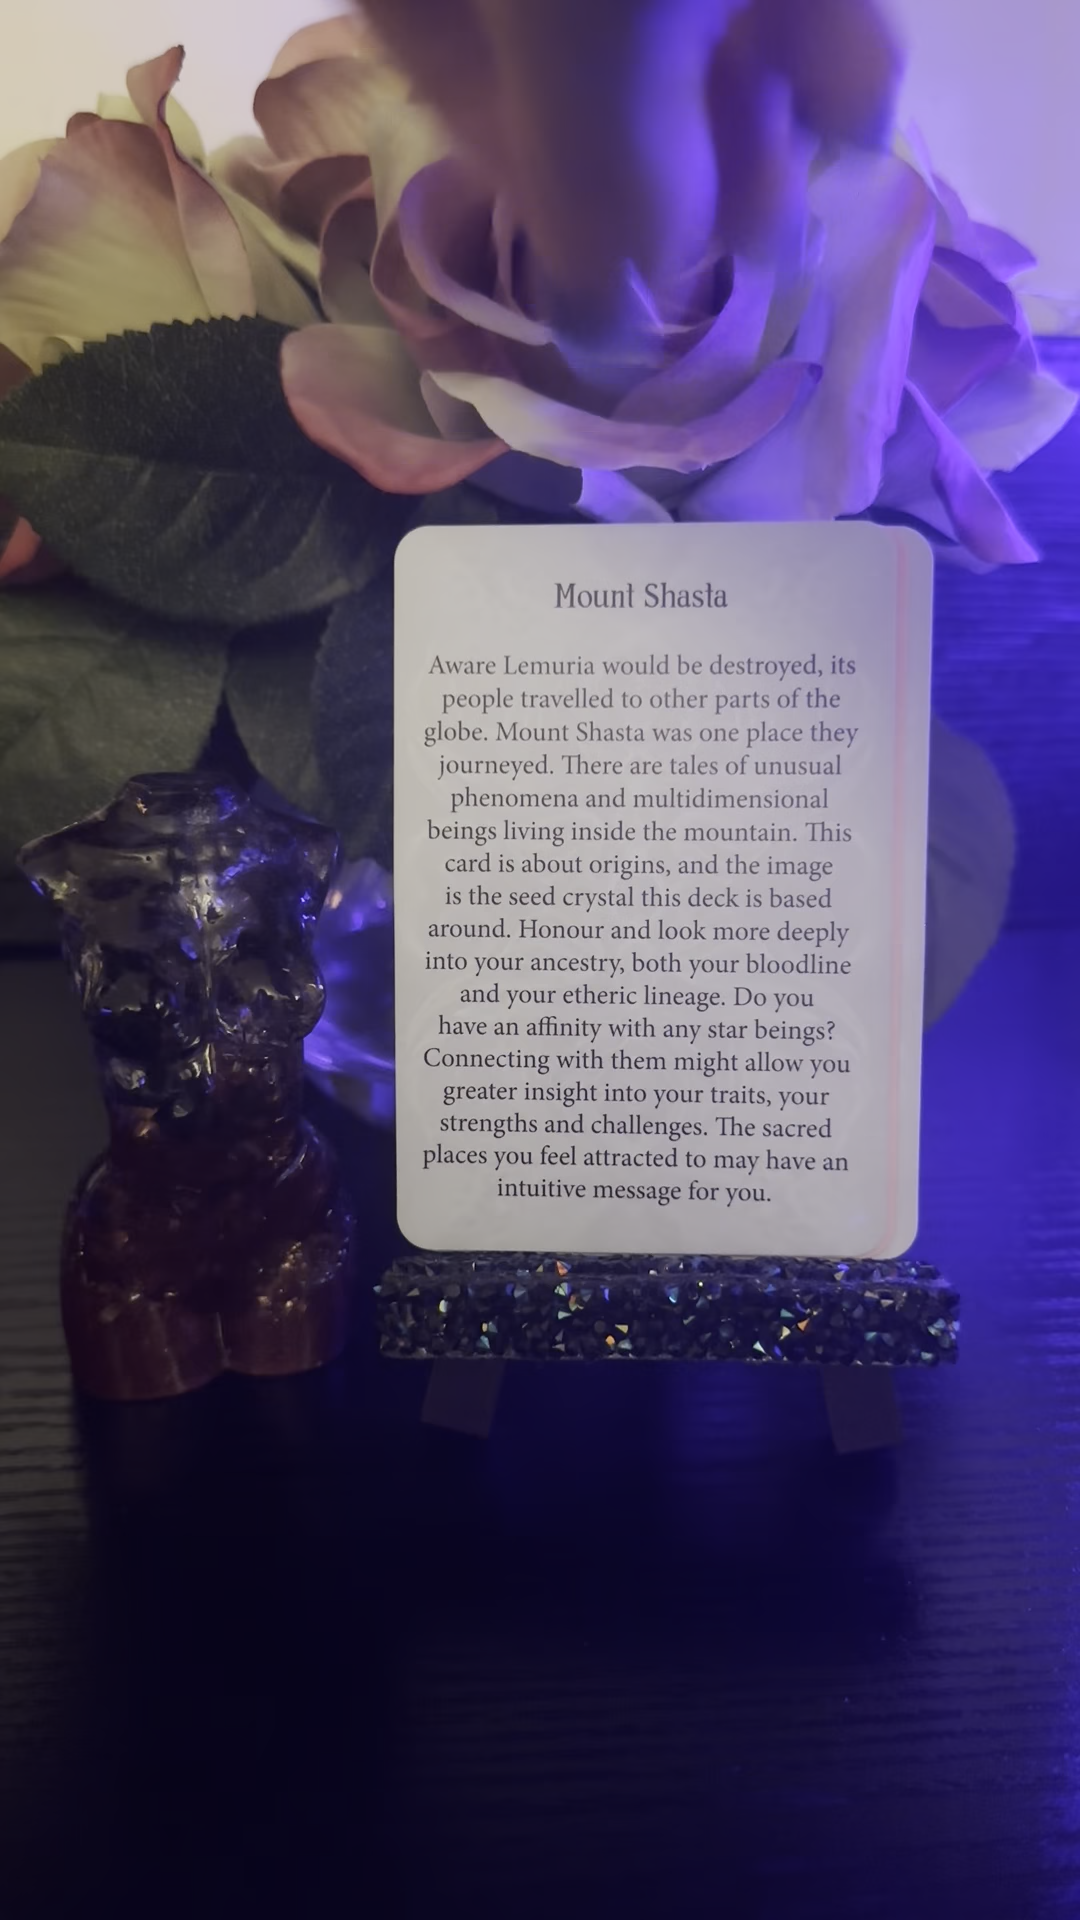 Mount Shasta
Aware Lemuria would be destroyed, its
people travelled to other parts of the
globe. Mount Shasta was one place they
journeyed. There are tales of unusual
phenomena and multidimensional
beings living inside the mountain. This
card is about origins, and the image
is the seed crystal this deck is based
around. Honour and look more deeply
into your ancestry, both your bloodline
and your etheric lineage. Do you
have an affinity with any star beings?
Connecting with them might allow you
greater insight into your traits, your
strengths and challenges. The sacred
places you feel attracted to may have an
intuitive message for you.